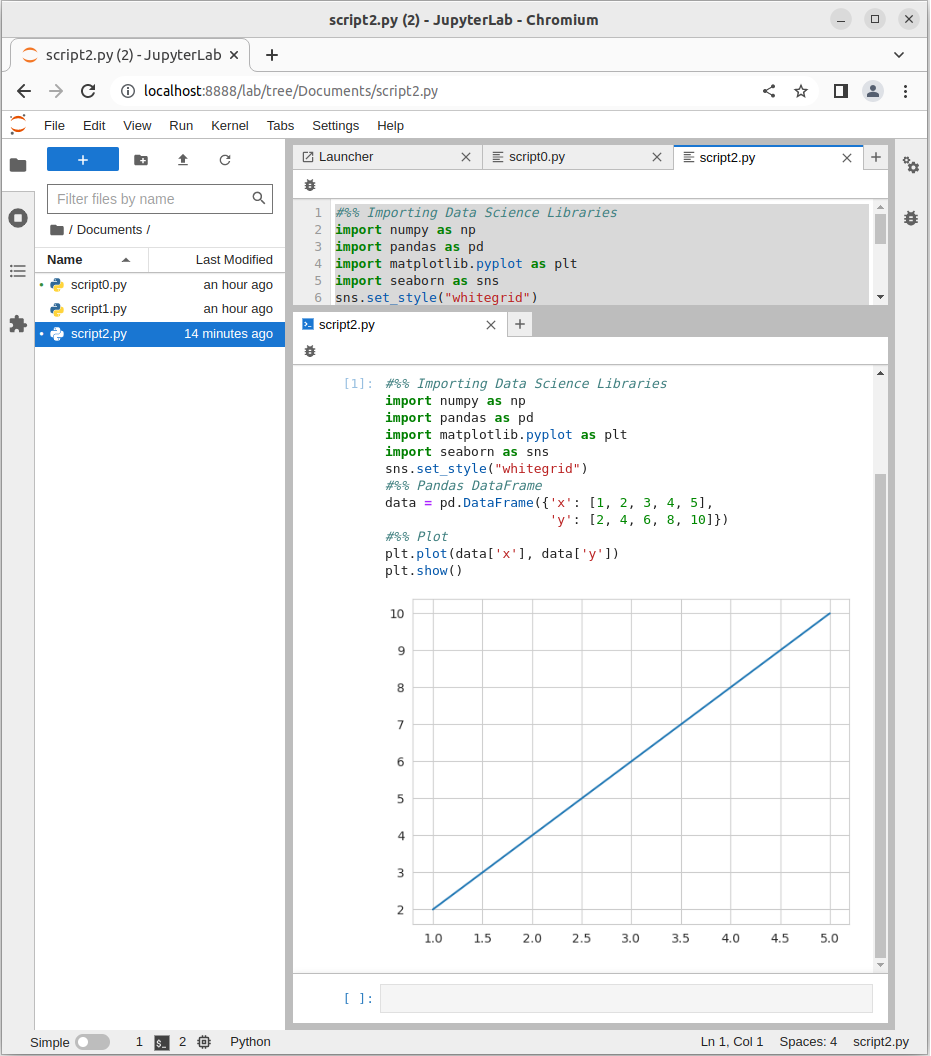 script2.py (2) - JupyterLab - Chromium
script2.py (2) - JupyterLab
localhost:8888/lab/tree/Documents/script2.py
File Edit View Run Kernel Tabs Settings Help
Filter files by name
/ Documents /
Name Last Modified
script0.py an hour ago
script1.py an hour ago
script2.py 14 minutes ago
Launcher script0.py script2.py
1 #%% Importing Data Science Libraries
2 import numpy as np
3 import pandas as pd
4 import matplotlib.pyplot as plt
5 import seaborn as sns
6 sns.set_style("whitegrid")
script2.py
[1]: #%% Importing Data Science Libraries
import numpy as np
import pandas as pd
import matplotlib.pyplot as plt
import seaborn as sns
sns.set_style("whitegrid")
#%% Pandas DataFrame
data = pd.DataFrame({'x': [1, 2, 3, 4, 5],
'y': [2, 4, 6, 8, 10]})
#%% Plot
plt.plot(data['x'], data['y'])
plt.show()
10
9
8
7
6
5
4
3
2
1.0 1.5 2.0 2.5 3.0 3.5 4.0 4.5 5.0
[ ]:
Simple 1 $_ 2 Python Ln 1, Col 1 Spaces: 4 script2.py